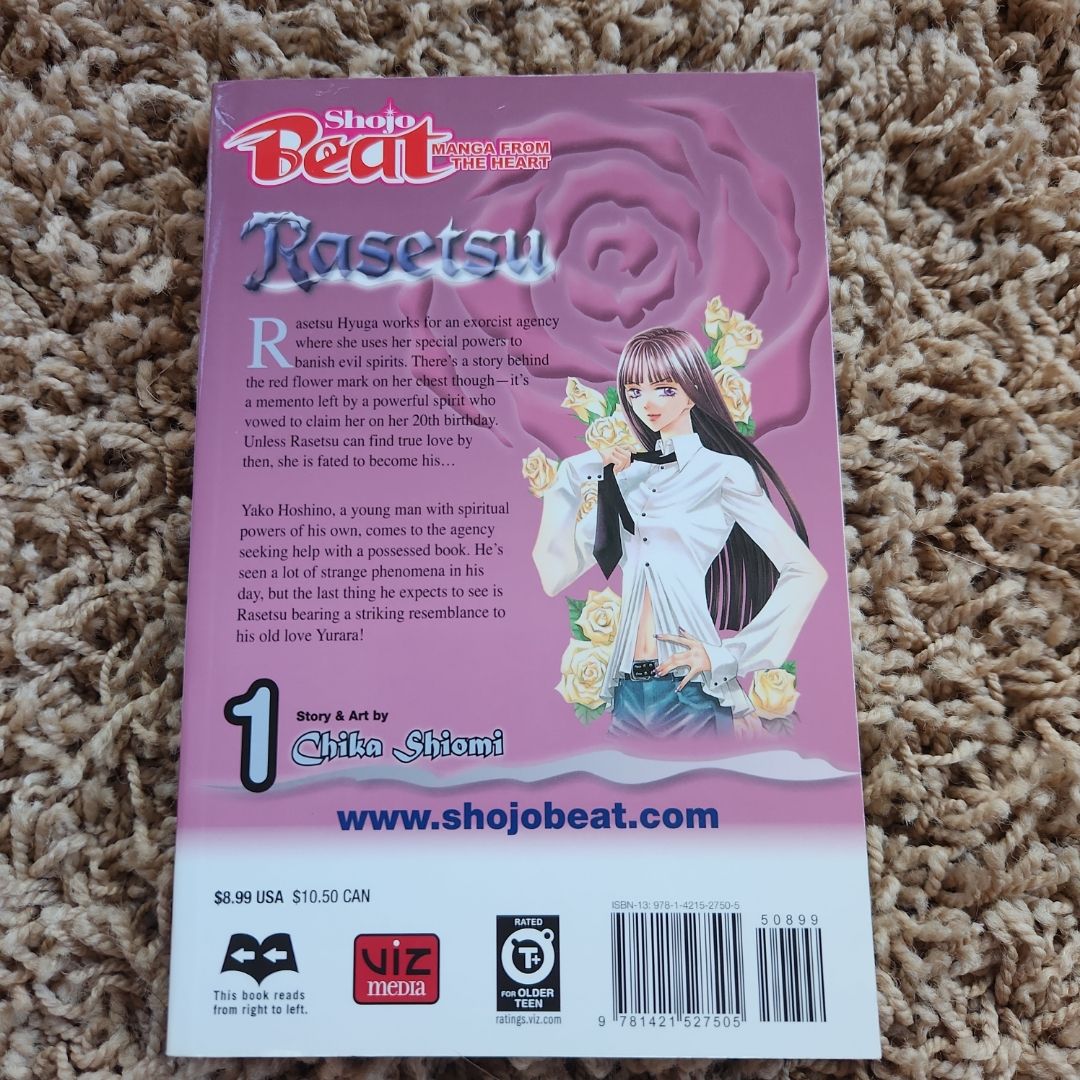 Shojo
Beat
MANGA FROM
THE HEART
Rasetsu
Rasetsu Hyuga works for an exorcist agency
where she uses her special powers to
banish evil spirits. There's a story behind
the red flower mark on her chest though—it's
a memento left by a powerful spirit who
vowed to claim her on her 20th birthday.
Unless Rasetsu can find true love by
then, she is fated to become his...
Yako Hoshino, a young man with spiritual
powers of his own, comes to the agency
seeking help with a possessed book. He's
seen a lot of strange phenomena in his
day, but the last thing he expects to see is
Rasetsu bearing a striking resemblance to
his old love Yurara!
1
Story & Art by
Chika Shiomi
www.shojobeat.com
$8.99 USA $10.50 CAN
This book reads
from right to left.
VIZ
MEDIA
RATED
T+
FOR OLDER
TEEN
ratings.viz.com
ISBN-13: 978-1-4215-2750-5
50899
9 781421 527505